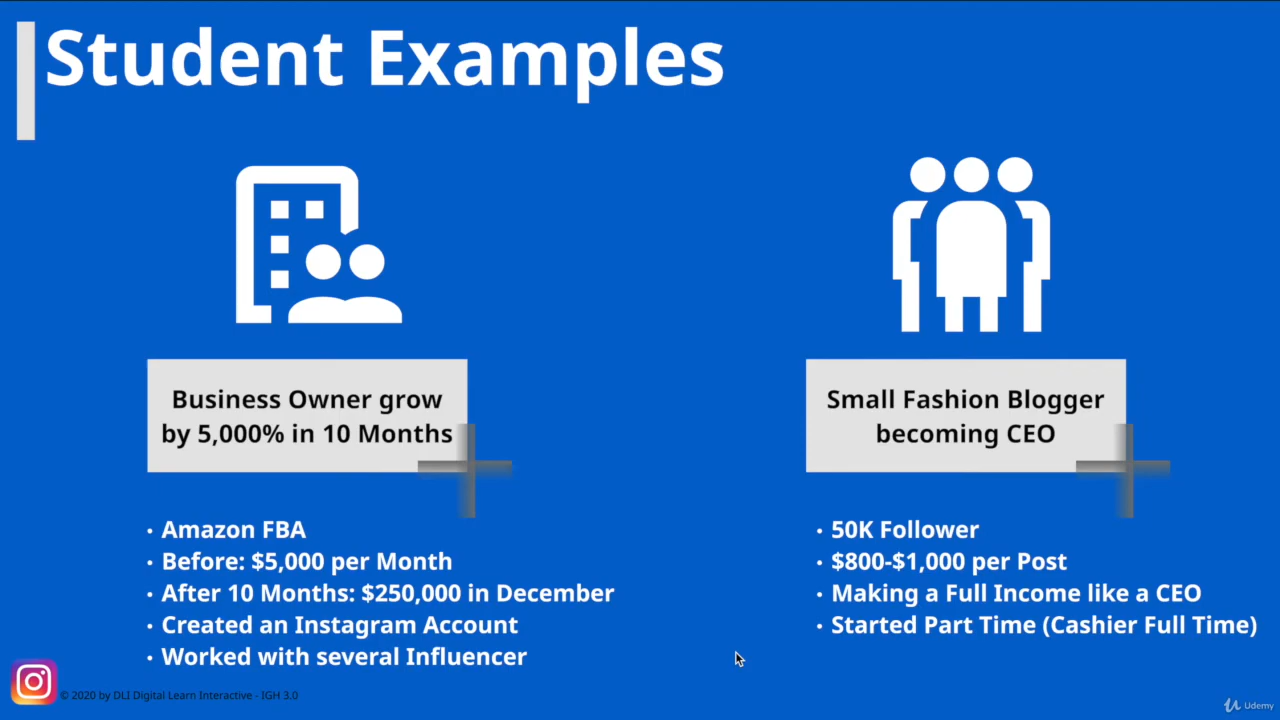 Student Examples
Business Owner grow
by 5,000% in 10 Months
• Amazon FBA
• Before: $5,000 per Month
• After 10 Months: $250,000 in December
• Created an Instagram Account
• Worked with several Influencer
Small Fashion Blogger
becoming CEO
• 50K Follower
• $800-$1,000 per Post
• Making a Full Income like a CEO
• Started Part Time (Cashier Full Time)
© 2020 by DLI Digital Learn Interactive - IGH 3.0
Udemy